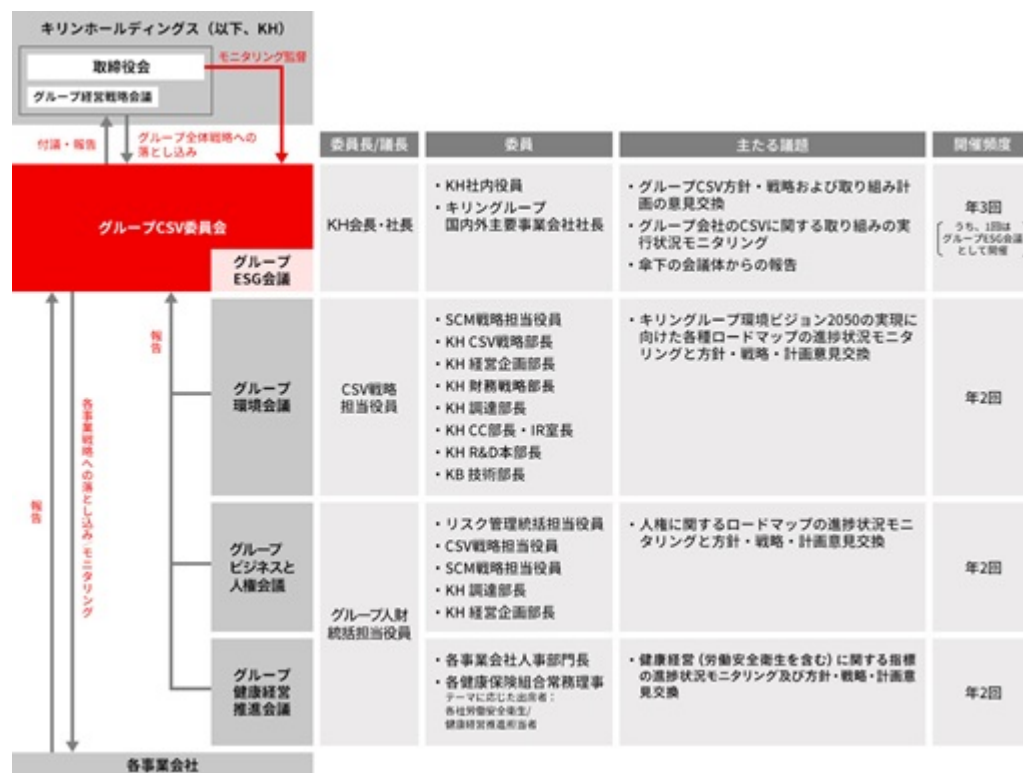 キリンホールディングス（以下、KH）
取締役会
グループ経営戦略会議
モニタリング監督
付議・報告
グループ全体戦略への
落とし込み
委員長/議長
委員
主たる議題
開催頻度
グループCSV委員会
グループ
ESG会議
KH会長・社長
・KH社内役員
・キリングループ
国内外主要事業会社社長
・グループCSV方針・戦略および取り組み計
画の意見交換
・グループ会社のCSVに関する取り組みの実
行状況モニタリング
・傘下の会議体からの報告
年3回
うち、1回は
グループESG会議
として開催
報告
各事業戦略への落とし込み/モニタリング
報告
グループ
環境会議
CSV戦略
担当役員
・SCM戦略担当役員
・KH CSV戦略部長
・KH 経営企画部長
・KH 財務戦略部長
・KH 調達部長
・KH CC部長・IR室長
・KH R&D本部長
・KB 技術部長
・キリングループ環境ビジョン2050の実現に
向けた各種ロードマップの進捗状況モニタ
リングと方針・戦略・計画意見交換
年2回
グループ
ビジネスと
人権会議
グループ人財
統括担当役員
・リスク管理統括担当役員
・CSV戦略担当役員
・SCM戦略担当役員
・KH 調達部長
・KH 経営企画部長
・人権に関するロードマップの進捗状況モニ
タリングと方針・戦略・計画意見交換
年2回
グループ
健康経営
推進会議
・各事業会社人事部門長
・各健康保険組合常務理事
テーマに応じた出席者：
各社労働安全衛生/
健康経営推進担当者
・健康経営（労働安全衛生を含む）に関する指標
の進捗状況モニタリング及び方針・戦略・計画意
見交換
年2回
各事業会社